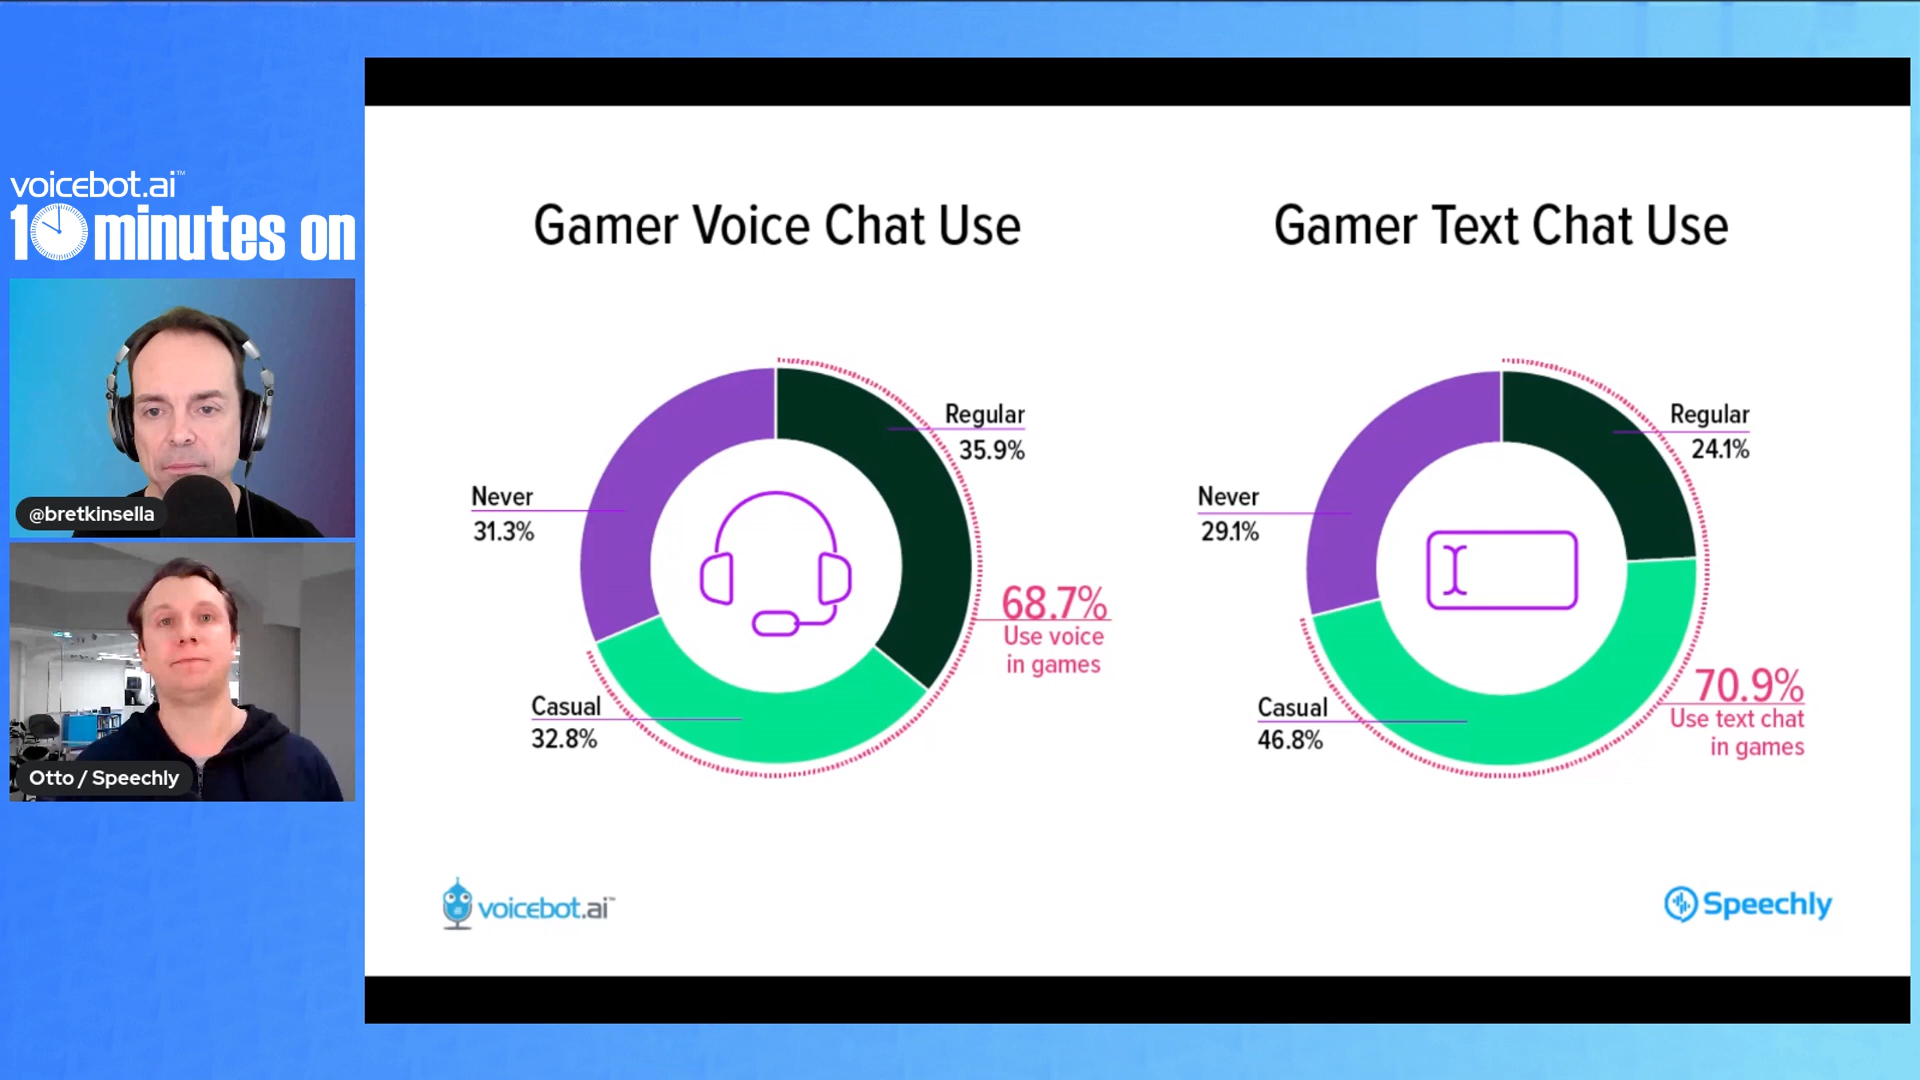 voicebot.ai™
10 minutes on
@bretkinsella
Otto / Speechly
Gamer Voice Chat Use
Regular
35.9%
Never
31.3%
68.7%
Use voice
in games
Casual
32.8%
Gamer Text Chat Use
Regular
24.1%
Never
29.1%
70.9%
Use text chat
in games
Casual
46.8%
voicebot.ai™
Speechly